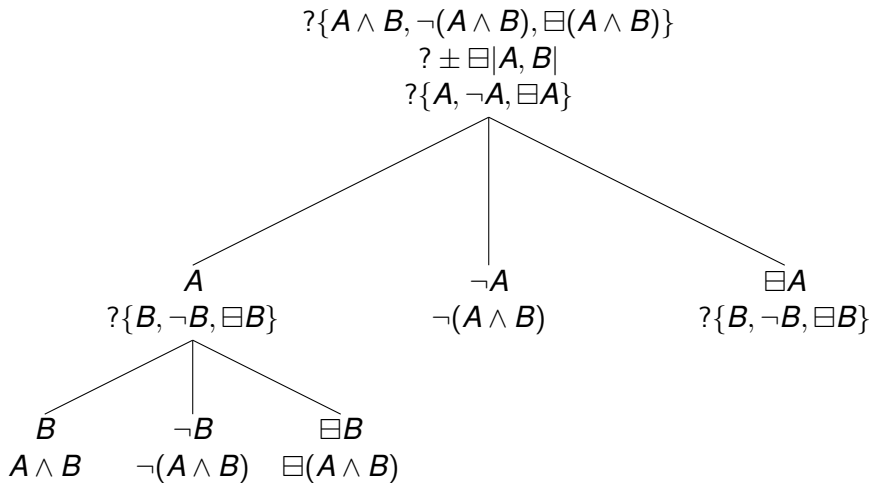 ?{A ∧ B, ¬(A ∧ B), ⊟(A ∧ B)}
? ± ⊟|A, B|
?{A, ¬A, ⊟A}
A ¬A ⊟A
?{B, ¬B, ⊟B} ¬(A ∧ B) ?{B, ¬B, ⊟B}
B ¬B ⊟B
A ∧ B ¬(A ∧ B) ⊟(A ∧ B)